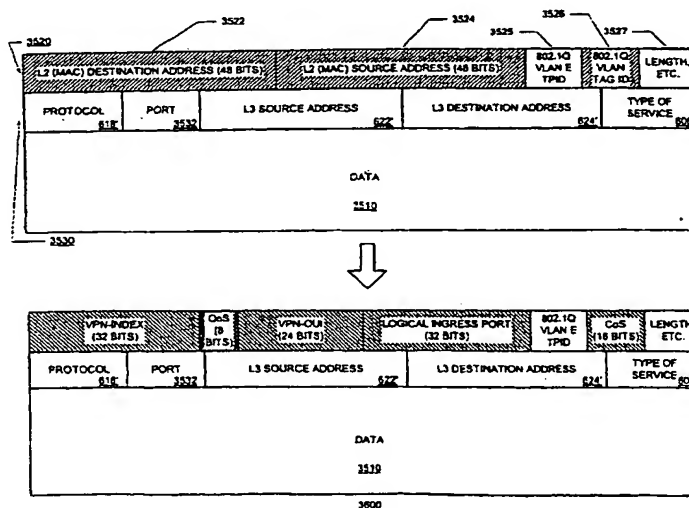 3522
3524
3525
3526
3527
3520
L2 (MAC) DESTINATION ADDRESS (48 BITS)
L2 (MAC) SOURCE ADDRESS (48 BITS)
802.1Q
VLAN E
TPID
802.1Q
VLAN
TAG ID
LENGTH,
ETC.
PROTOCOL
618'
PORT
3532
L3 SOURCE ADDRESS
622'
L3 DESTINATION ADDRESS
624'
TYPE OF
SERVICE
DATA
3510
3530
VPN-INDEX
(32 BITS)
QoS
(8
BITS)
VPN-OUI
(24 BITS)
LOGICAL INGRESS PORT
(32 BITS)
802.1Q
VLAN E
TPID
CoS
(16 BITS)
LENGTH
ETC.
PROTOCOL
618'
PORT
3532
L3 SOURCE ADDRESS
622'
L3 DESTINATION ADDRESS
624'
TYPE OF
SERVICE
DATA
3510
3600